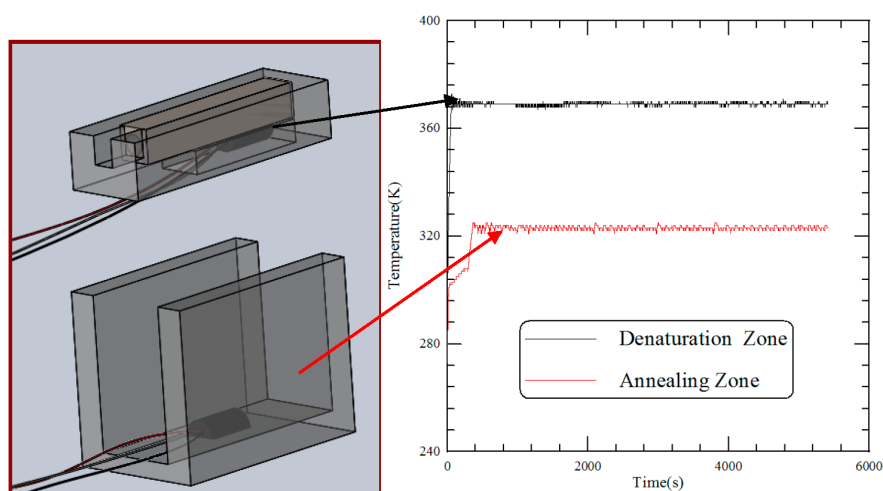 400
360
320
280
240
Temperature(K)
Denaturation Zone
Annealing Zone
0
2000
4000
6000
Time(s)